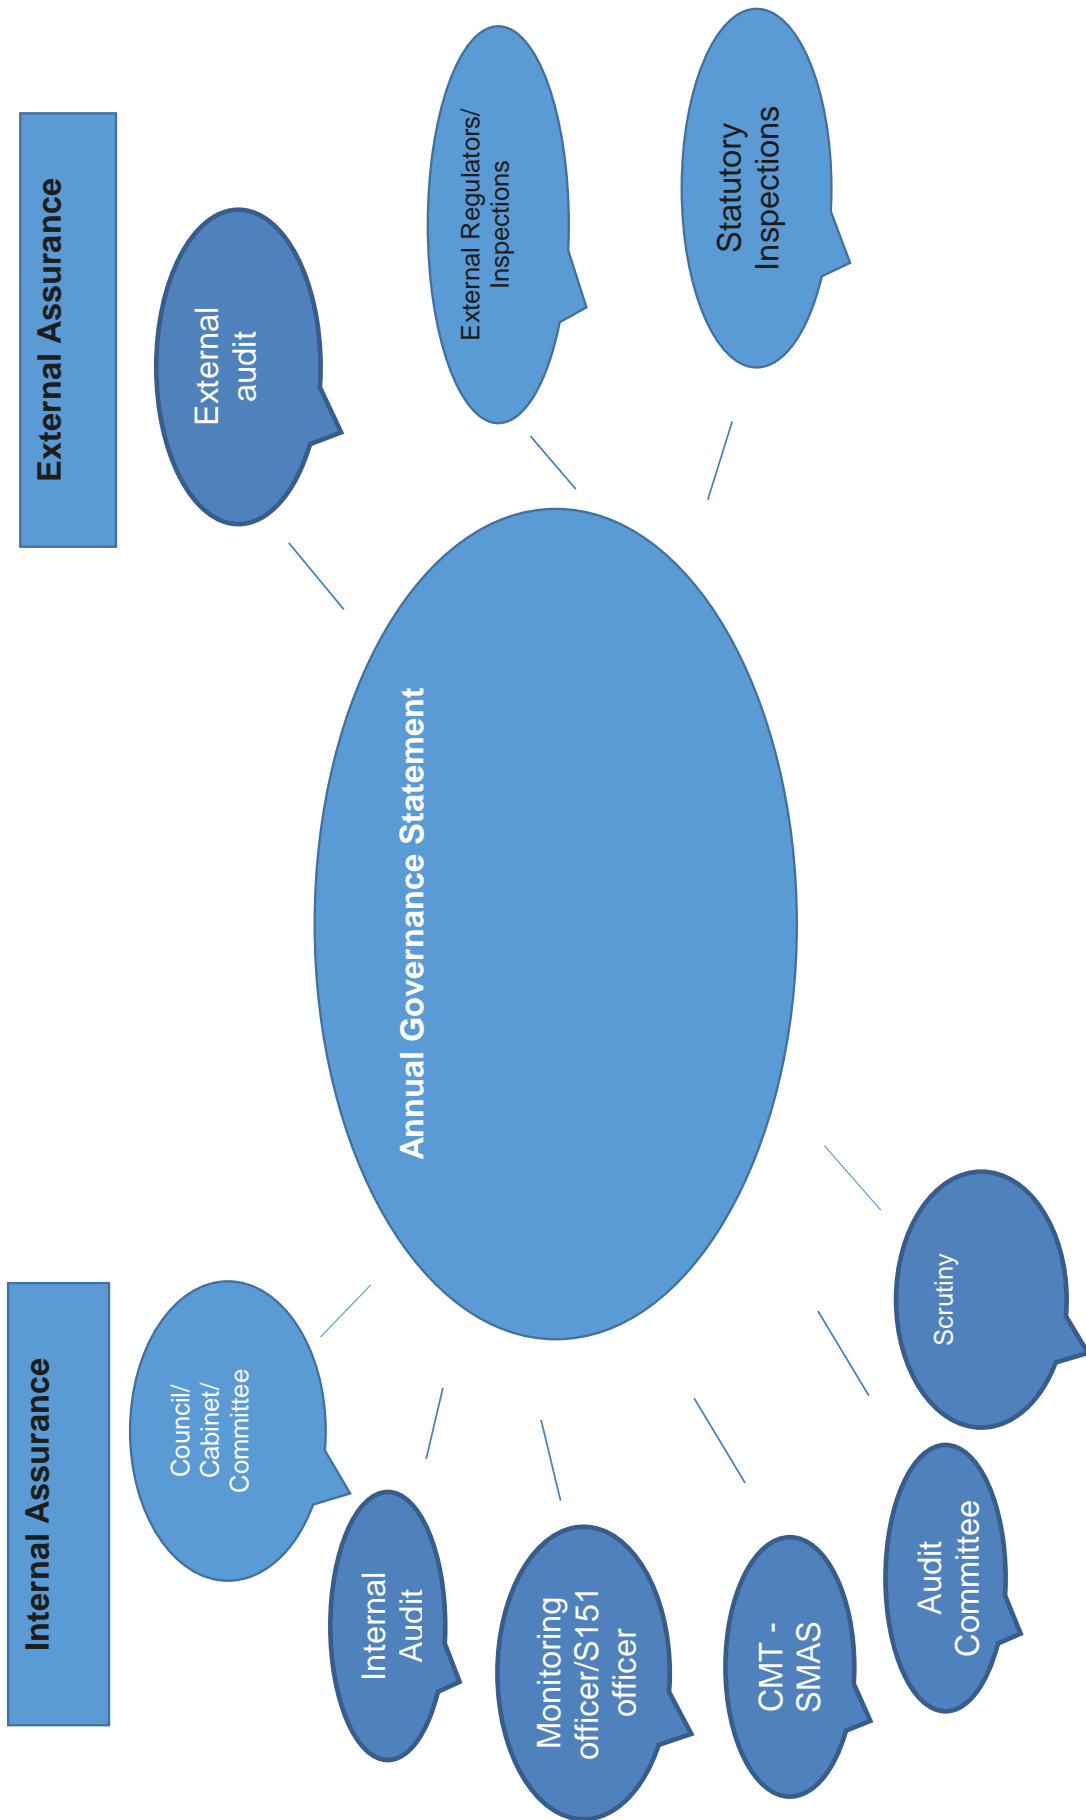 Internal Assurance
External Assurance
Council/
Cabinet/
Committee
Internal
Audit
Monitoring
officer/S151
officer
CMT -
SMAS
Audit
Committee
Scrutiny
Annual Governance Statement
External
audit
External Regulators/
Inspections
Statutory
Inspections